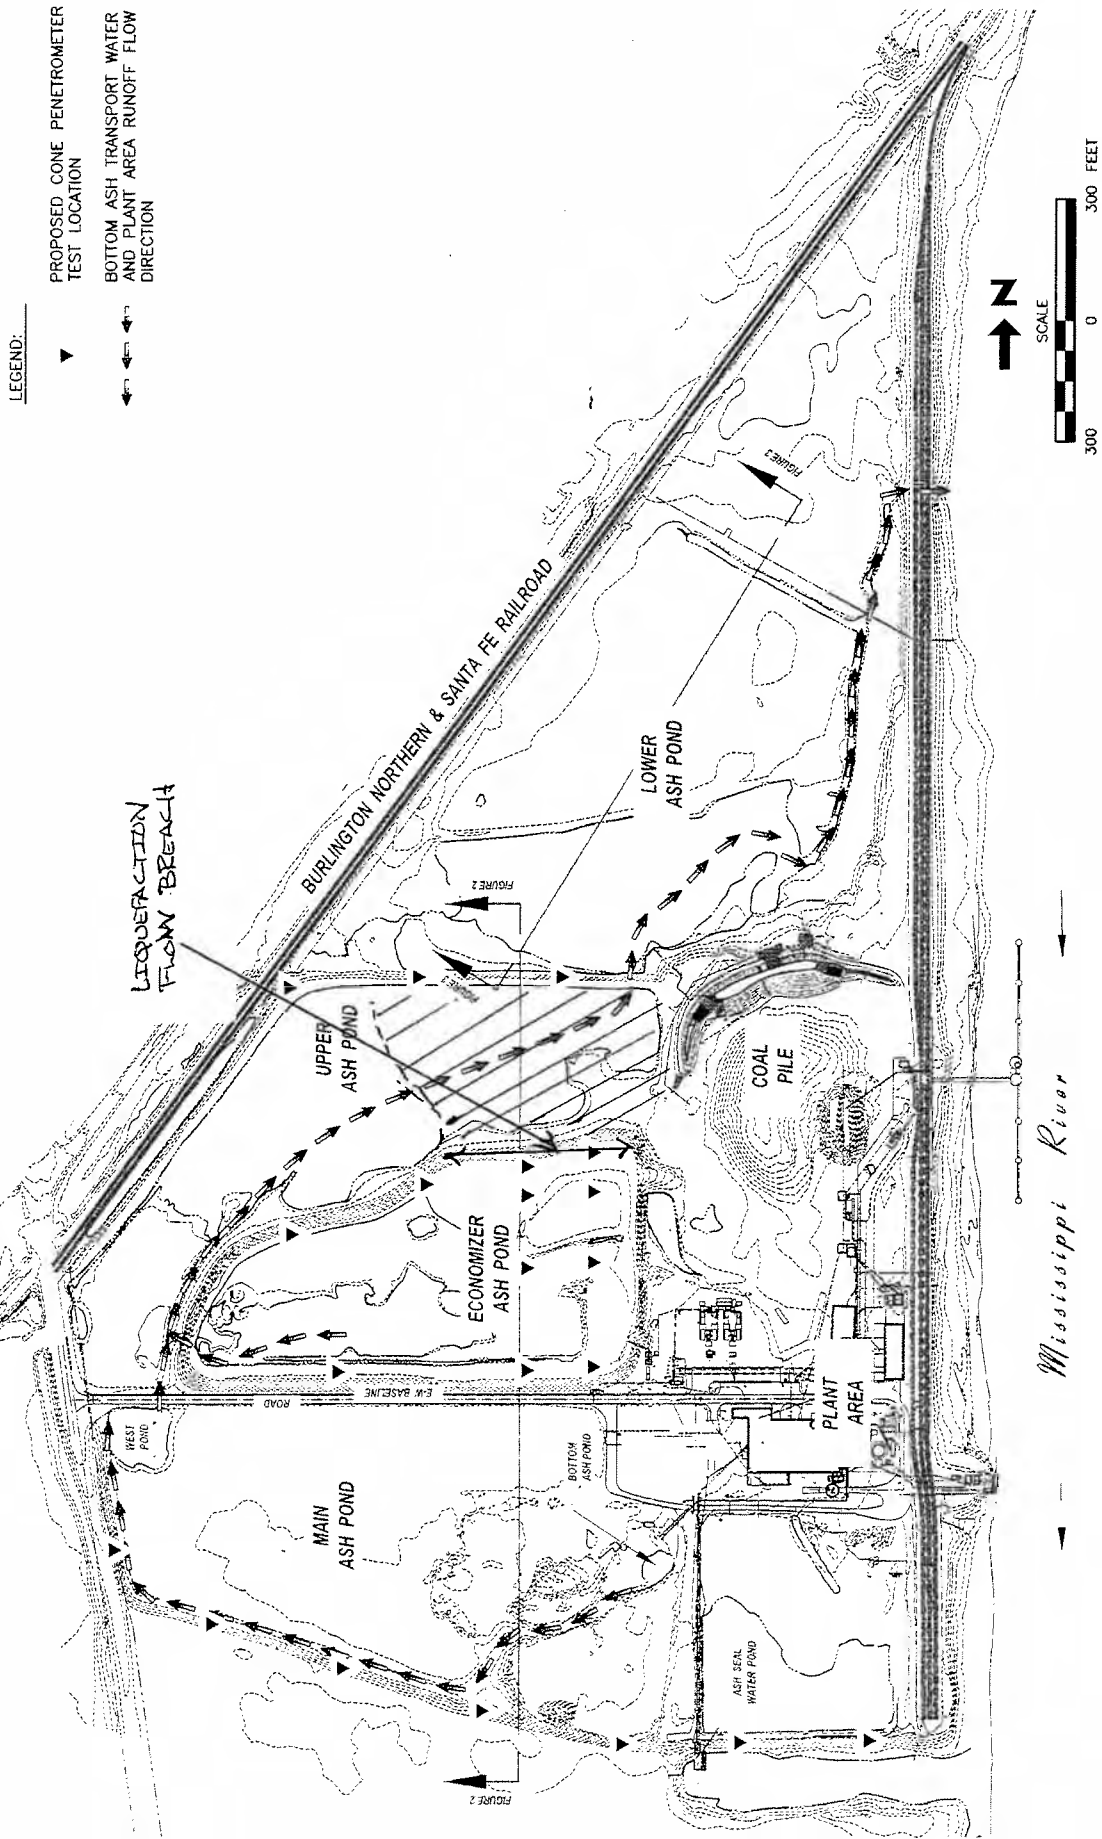 LEGEND:
PROPOSED CONE PENETROMETER
TEST LOCATION
BOTTOM ASH TRANSPORT WATER
AND PLANT AREA RUNOFF FLOW
DIRECTION
LIQUEFACTION
FLOW BREACH
BURLINGTON NORTHERN & SANTA FE RAILROAD
UPPER
ASH POND
FIGURE 2
FIGURE 3
LOWER
ASH POND
FIGURE 3
ECONOMIZER
ASH POND
COAL
PILE
E-W BASELINE
ROAD
WEST
POND
MAIN
ASH POND
BOTTOM
ASH POND
PLANT
AREA
ASH SEAL
WATER POND
FIGURE 2
Mississippi River
N
SCALE
300 0 300 FEET